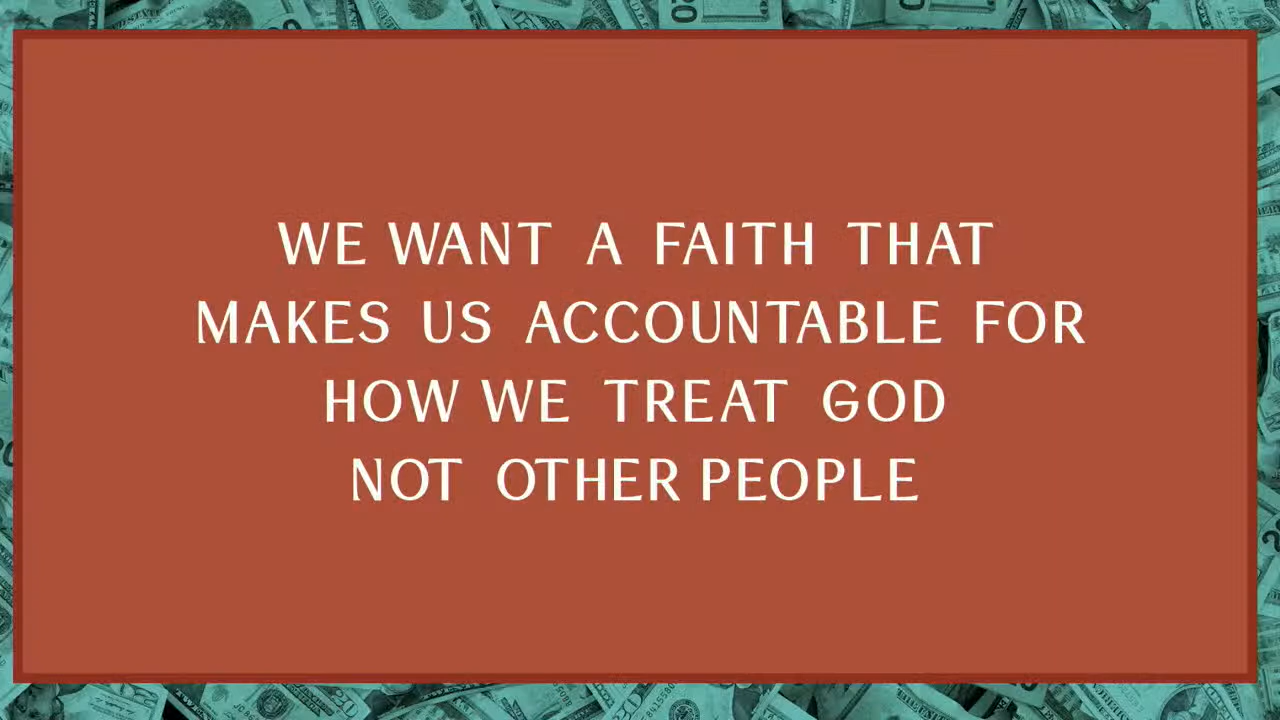 WE WANT A FAITH THAT
MAKES US ACCOUNTABLE FOR
HOW WE TREAT GOD
NOT OTHER PEOPLE